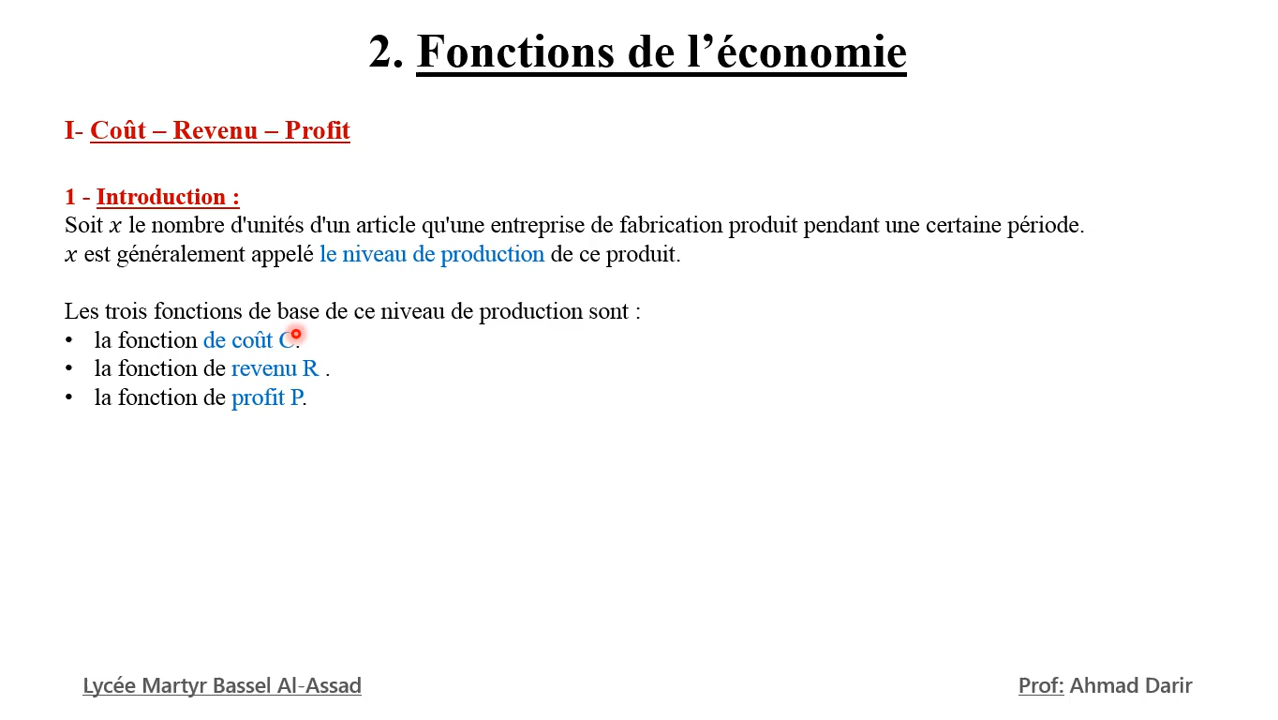 2. Fonctions de l’économie
I- Coût – Revenu – Profit
1 - Introduction :
Soit x le nombre d'unités d'un article qu'une entreprise de fabrication produit pendant une certaine période.
x est généralement appelé le niveau de production de ce produit.
Les trois fonctions de base de ce niveau de production sont :
• la fonction de coût C.
• la fonction de revenu R .
• la fonction de profit P.
Lycée Martyr Bassel Al-Assad
Prof: Ahmad Darir